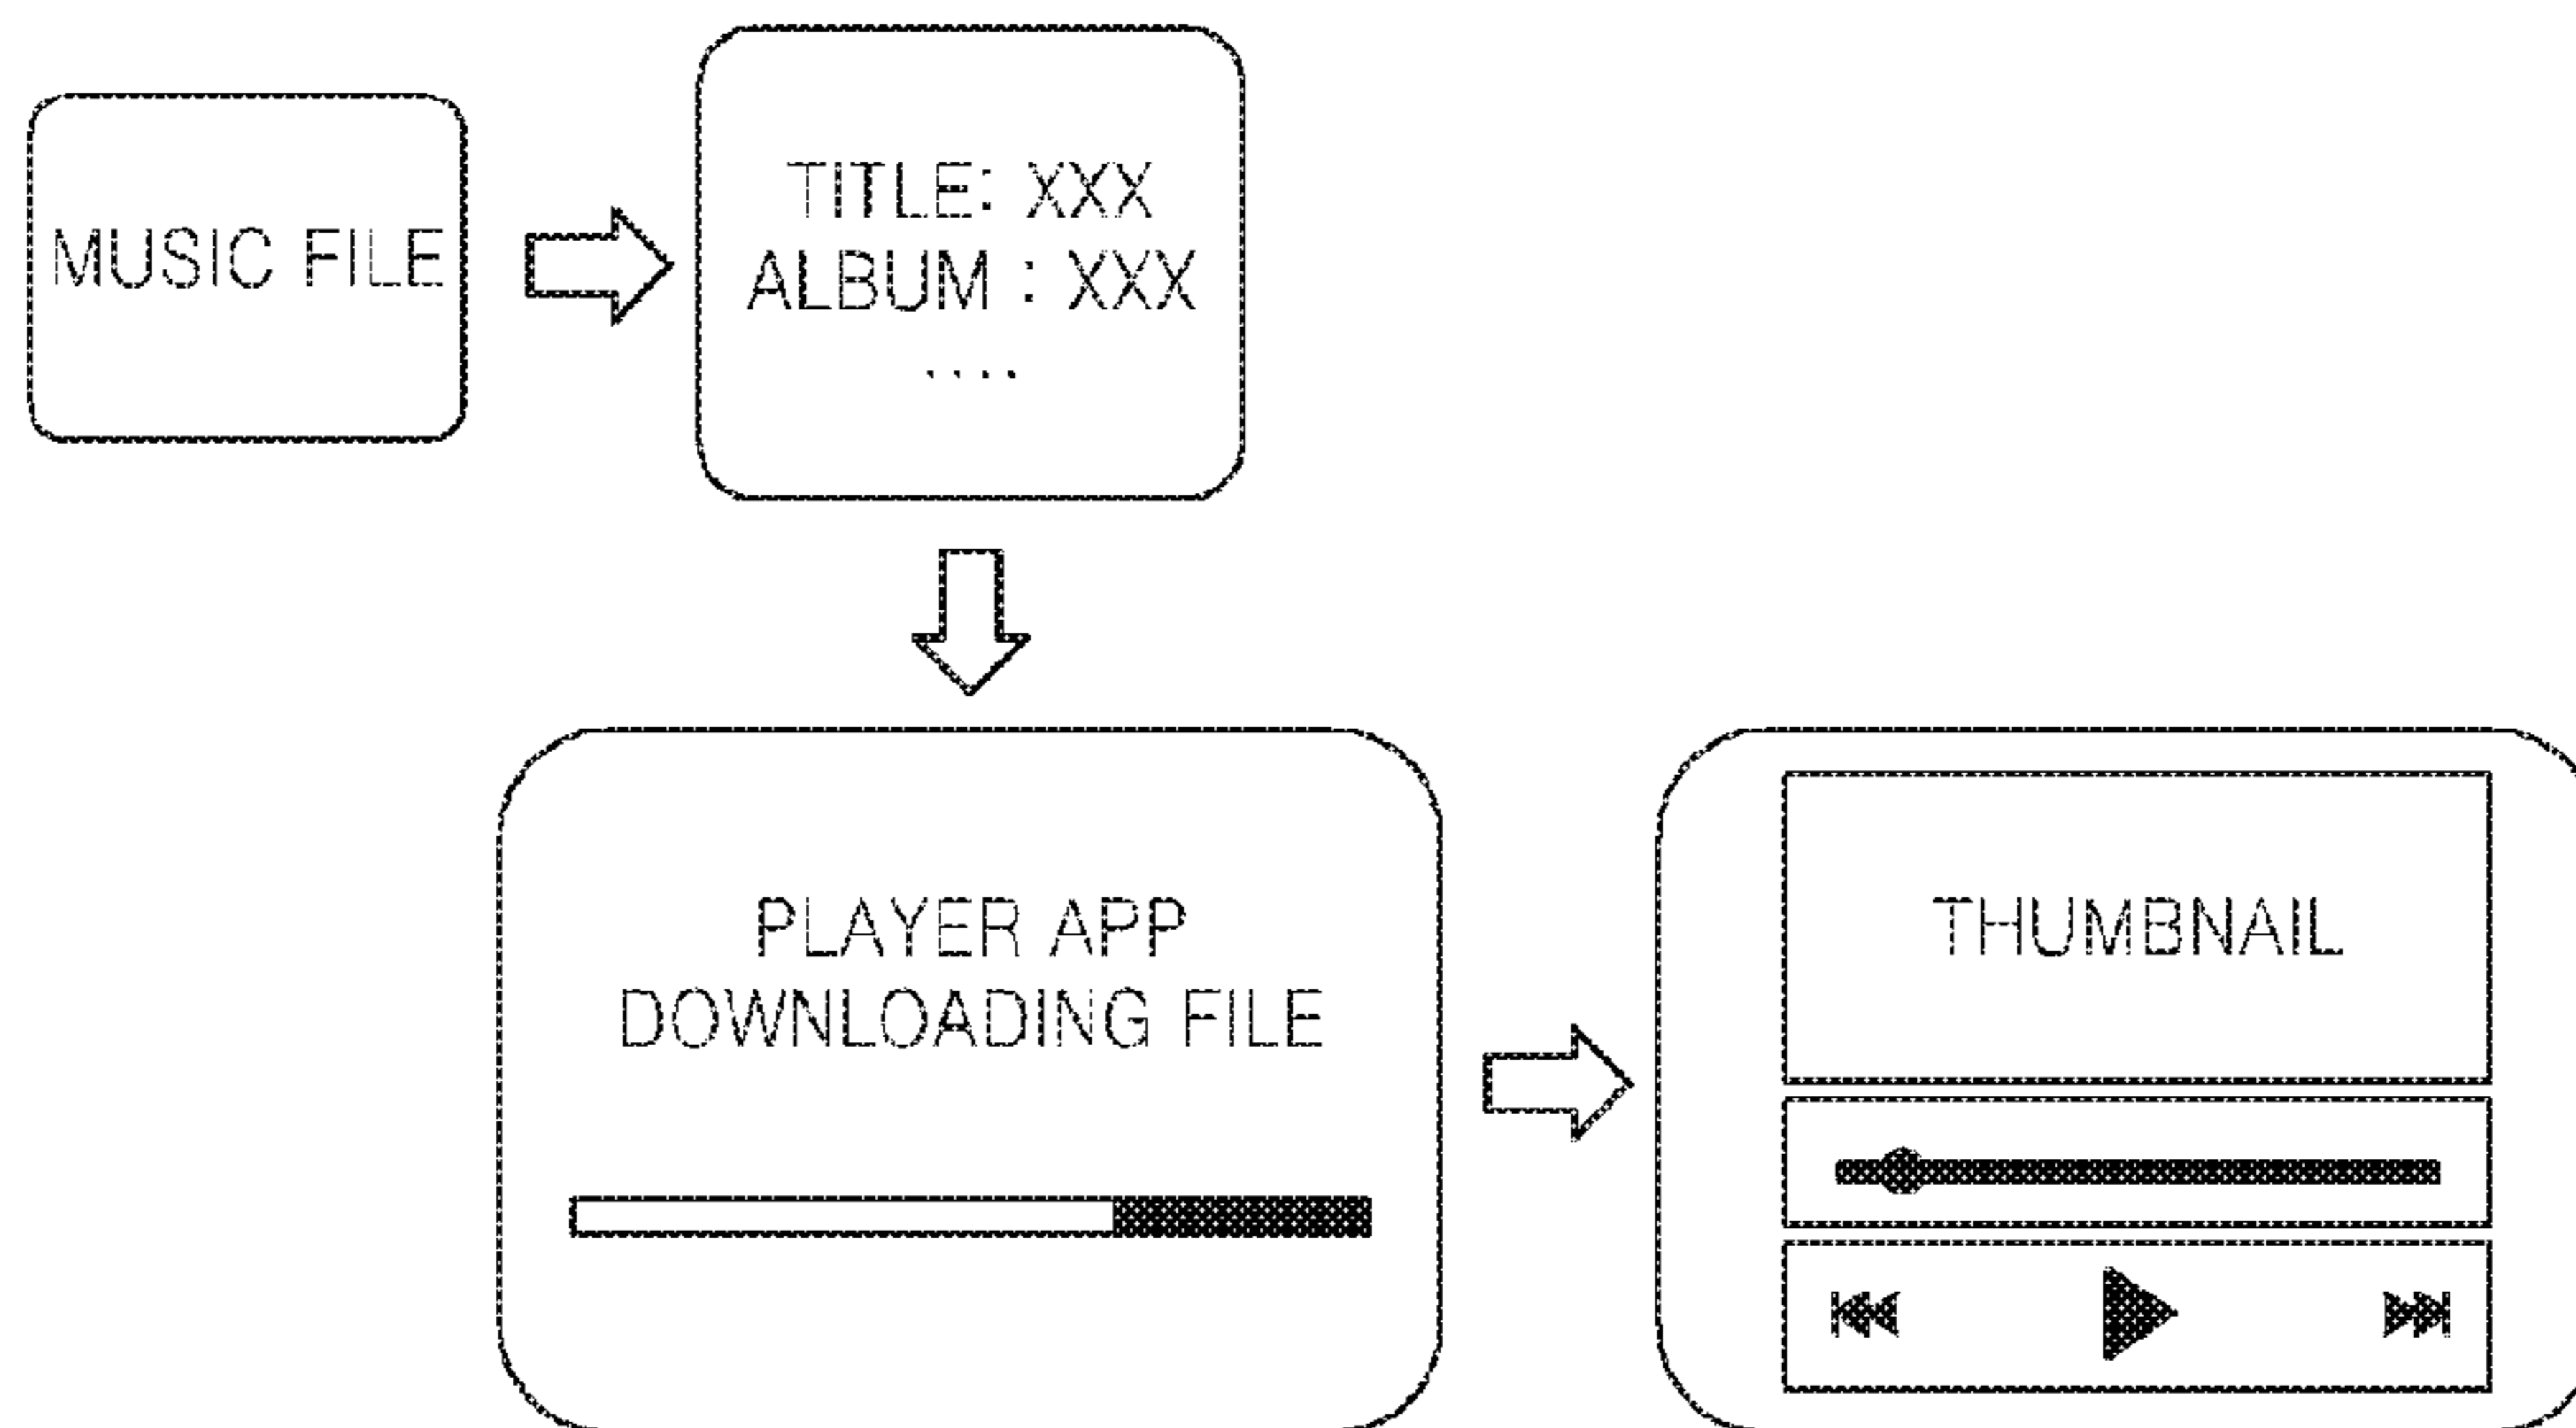 MUSIC FILE
TITLE: XXX
ALBUM : XXX
....
PLAYER APP
DOWNLOADING FILE
THUMBNAIL